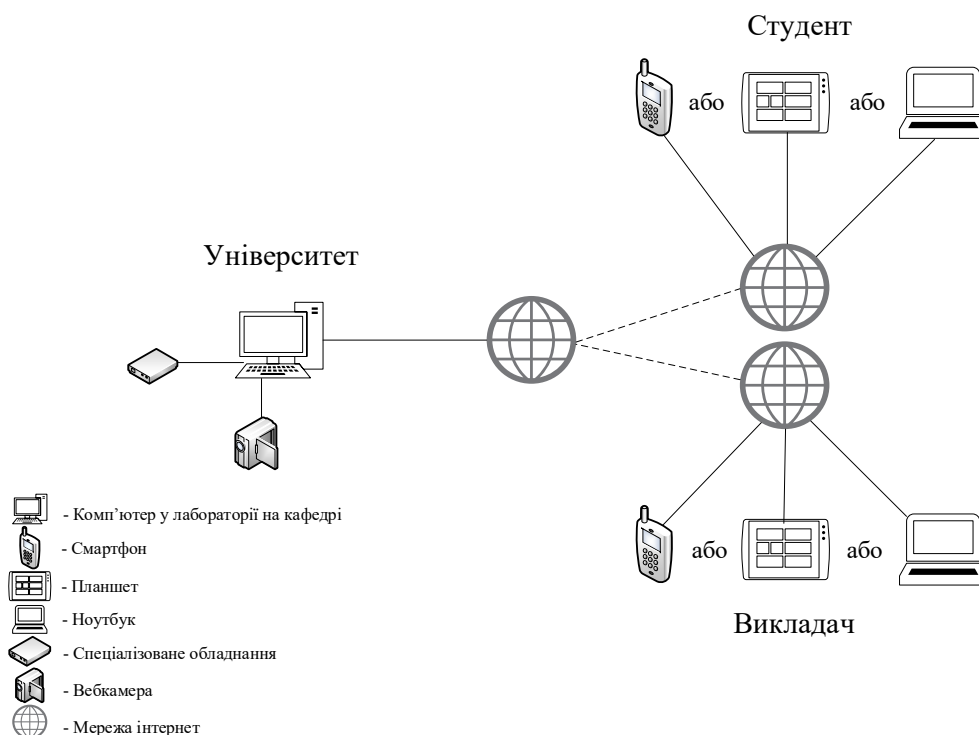 Студент
або
або
Університет
або
або
Викладач
- Комп’ютер у лабораторії на кафедрі
- Смартфон
- Планшет
- Ноутбук
- Спеціалізоване обладнання
- Вебкамера
- Мережа інтернет